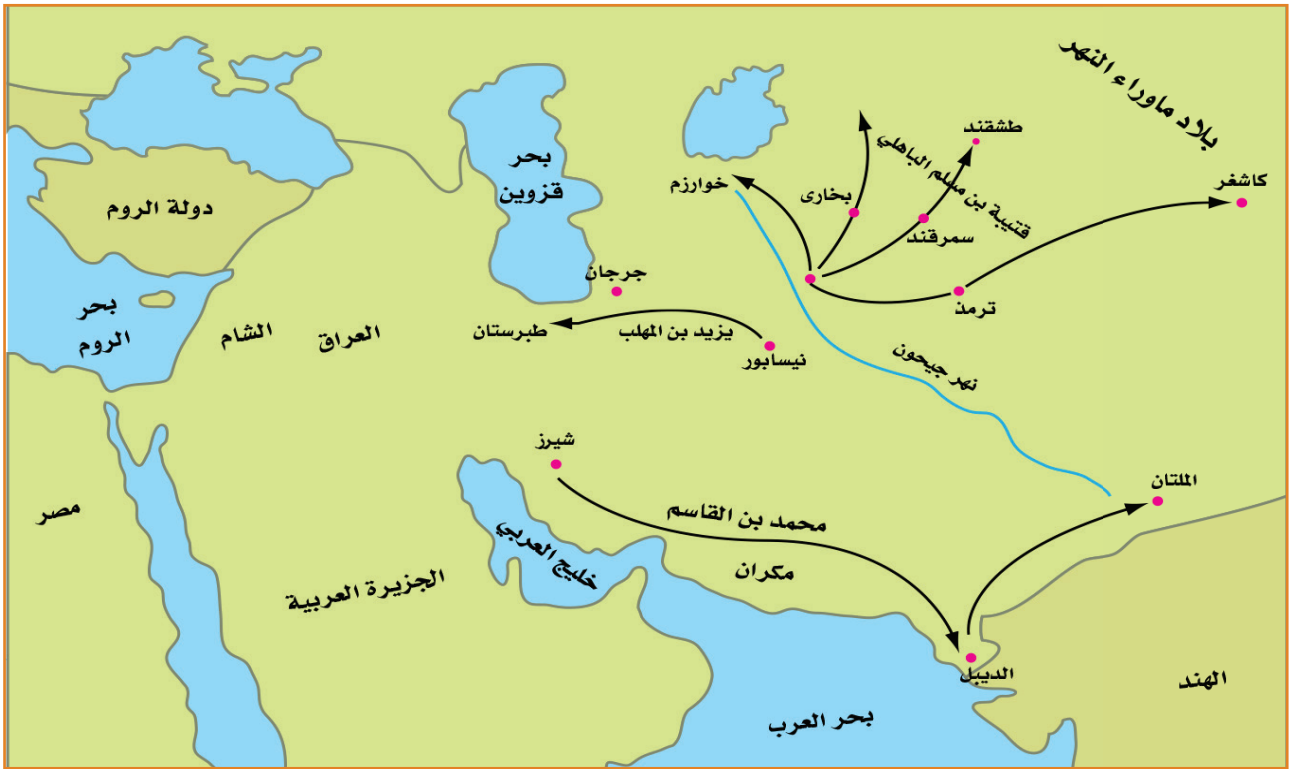 بلاد ماوراء النهر
طشقند
كاشغر
قتيبة بن مسلم الباهلي
بخارى
خوارزم
سمرقند
ترمذ
بحر
قزوين
دولة الروم
جرجان
بحر
الروم
الشام
العراق
طبرستان
يزيد بن المهلب
نيسابور
نهر جيحون
شيرز
الملتان
مصر
محمد بن القاسم
خليج العربي
مكران
الجزيرة العربية
الديبل
الهند
بحر العرب